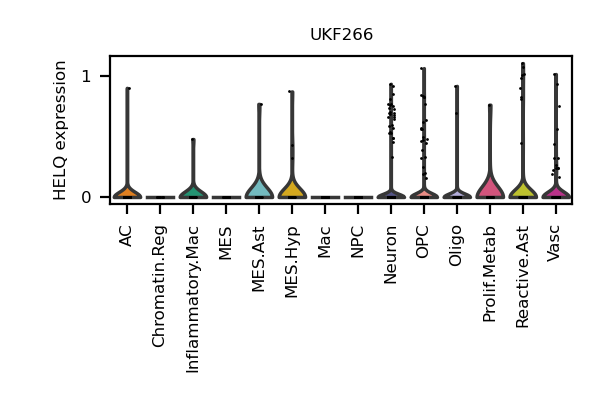 UKF266
HELQ expression
1
0
AC
Chromatin.Reg
Inflammatory.Mac
MES
MES.Ast
MES.Hyp
Mac
NPC
Neuron
OPC
Oligo
Prolif.Metab
Reactive.Ast
Vasc